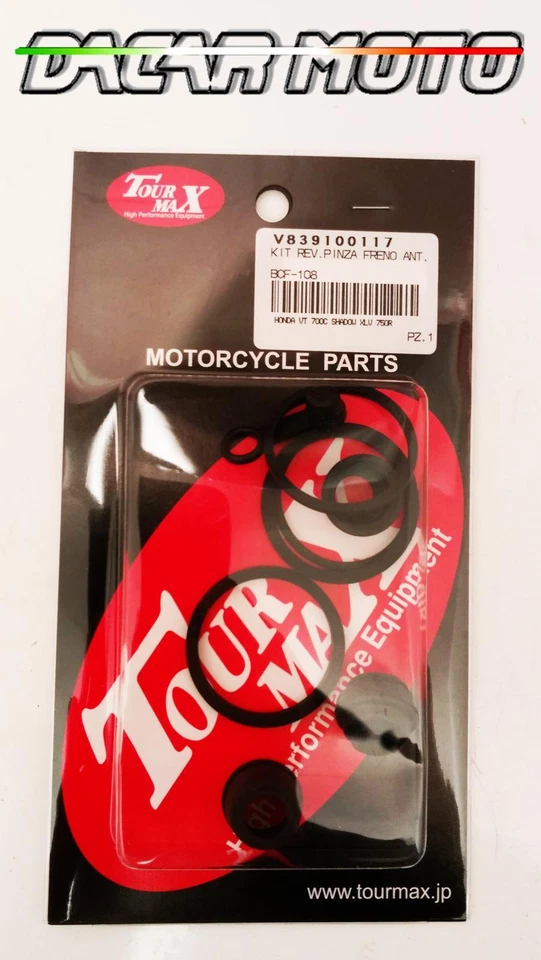 DACAR MOTO
TOUR MAX
High Performance Equipment
V839100117
KIT REV.PINZA FRENO ANT.
BCF-108
HONDA VT 700C SHADOW XLV 750R
PZ.1
MOTORCYCLE PARTS
TOUR MAX
High Performance Equipment
www.tourmax.jp